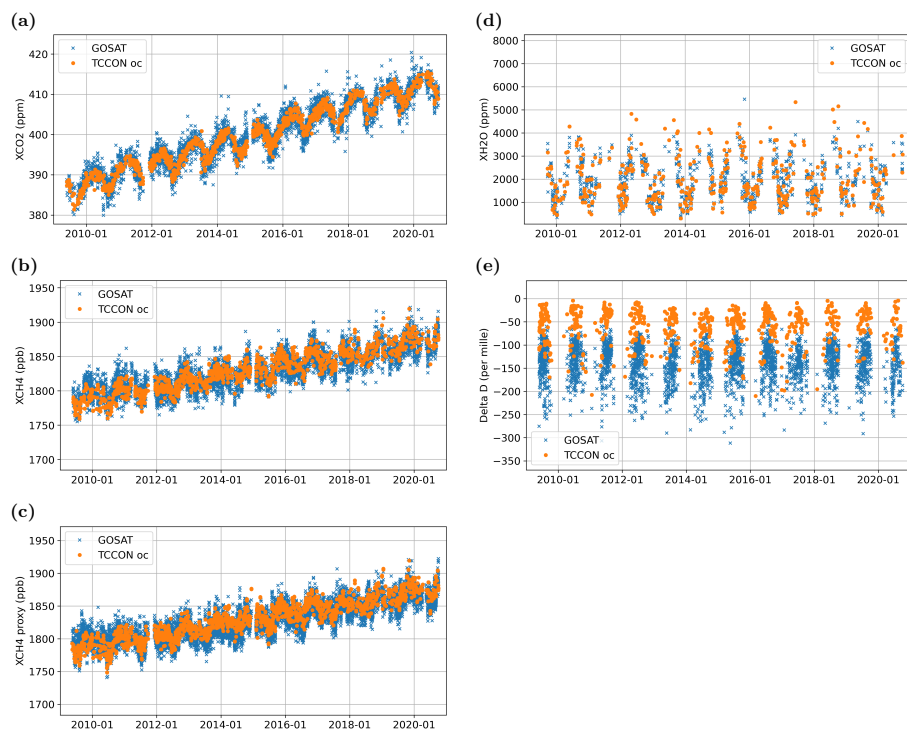 (a)
420
410
400
390
380
XCO2 (ppm)
GOSAT
TCCON oc
2010-01 2012-01 2014-01 2016-01 2018-01 2020-01
(b)
1950
1900
1850
1800
1750
1700
XCH4 (ppb)
GOSAT
TCCON oc
2010-01 2012-01 2014-01 2016-01 2018-01 2020-01
(c)
1950
1900
1850
1800
1750
1700
XCH4 proxy (ppb)
GOSAT
TCCON oc
2010-01 2012-01 2014-01 2016-01 2018-01 2020-01
(d)
8000
7000
6000
5000
4000
3000
2000
1000
XH2O (ppm)
GOSAT
TCCON oc
2010-01 2012-01 2014-01 2016-01 2018-01 2020-01
(e)
0
−50
−100
−150
−200
−250
−300
−350
Delta D (per mille)
GOSAT
TCCON oc
2010-01 2012-01 2014-01 2016-01 2018-01 2020-01